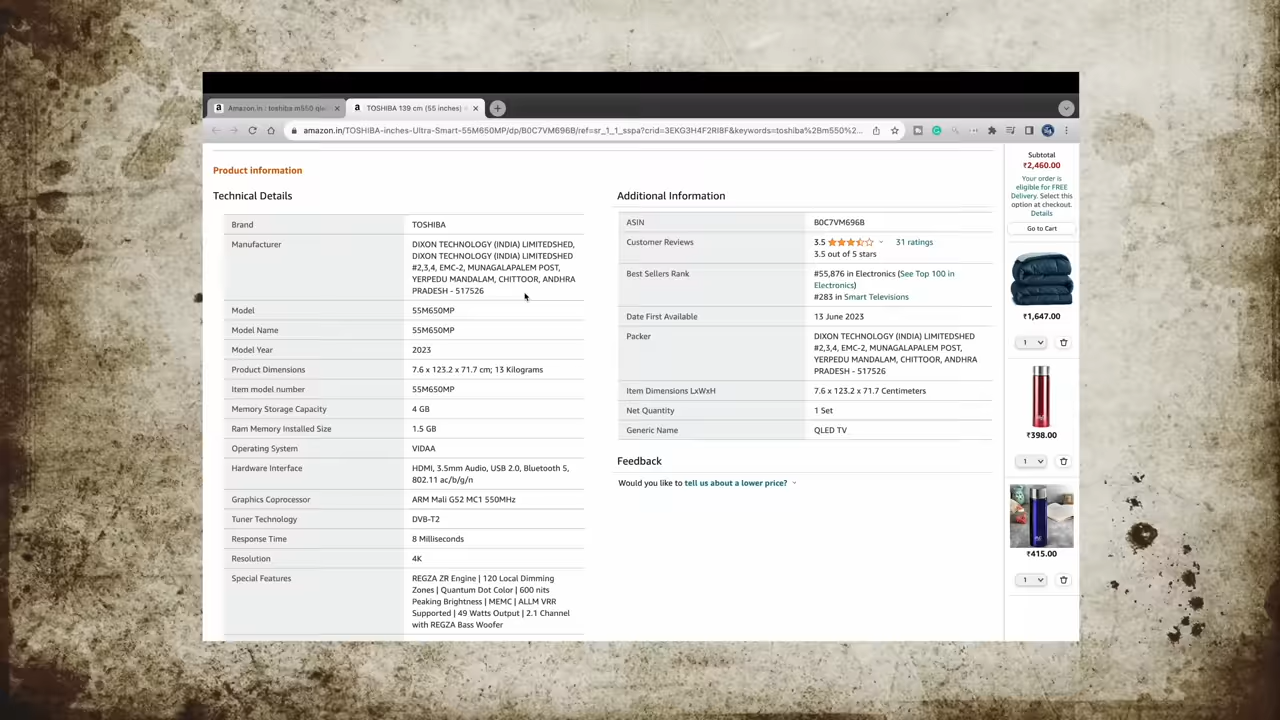 Amazon.in : toshiba m550 qle
TOSHIBA 139 cm (55 inches)
amazon.in/TOSHIBA-inches-Ultra-Smart-55M650MP/dp/B0C7VM696B/ref=sr_1_1_sspa?crid=3EKG3H4F2RI8F&keywords=toshiba%2Bm550%2...
Product information
Technical Details
Brand TOSHIBA
Manufacturer DIXON TECHNOLOGY (INDIA) LIMITEDSHED,
DIXON TECHNOLOGY (INDIA) LIMITEDSHED
#2,3,4, EMC-2, MUNAGALAPALEM POST,
YERPEDU MANDALAM, CHITTOOR, ANDHRA
PRADESH - 517526
Model 55M650MP
Model Name 55M650MP
Model Year 2023
Product Dimensions 7.6 x 123.2 x 71.7 cm; 13 Kilograms
Item model number 55M650MP
Memory Storage Capacity 4 GB
Ram Memory Installed Size 1.5 GB
Operating System VIDAA
Hardware Interface HDMI, 3.5mm Audio, USB 2.0, Bluetooth 5,
802.11 ac/b/g/n
Graphics Coprocessor ARM Mali G52 MC1 550MHz
Tuner Technology DVB-T2
Response Time 8 Milliseconds
Resolution 4K
Special Features REGZA ZR Engine | 120 Local Dimming
Zones | Quantum Dot Color | 600 nits
Peaking Brightness | MEMC | ALLM VRR
Supported | 49 Watts Output | 2.1 Channel
with REGZA Bass Woofer
Additional Information
ASIN B0C7VM696B
Customer Reviews 3.5 31 ratings
3.5 out of 5 stars
Best Sellers Rank #55,876 in Electronics (See Top 100 in
Electronics)
#283 in Smart Televisions
Date First Available 13 June 2023
Packer DIXON TECHNOLOGY (INDIA) LIMITEDSHED
#2,3,4, EMC-2, MUNAGALAPALEM POST,
YERPEDU MANDALAM, CHITTOOR, ANDHRA
PRADESH - 517526
Item Dimensions LxWxH 7.6 x 123.2 x 71.7 Centimeters
Net Quantity 1 Set
Generic Name QLED TV
Feedback
Would you like to tell us about a lower price?
Subtotal
₹2,460.00
Your order is
eligible for FREE
Delivery. Select this
option at checkout.
Details
Go to Cart
₹1,647.00
1
₹398.00
1
₹415.00
1